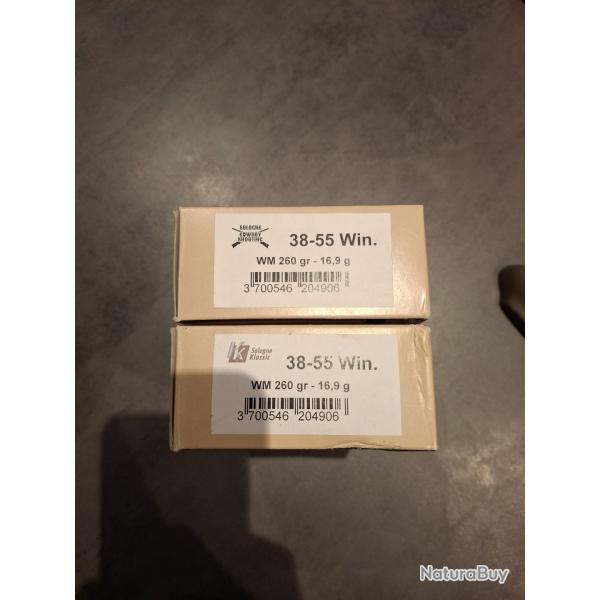 SOLOGNE
COWBOY
SHOOTING
38-55 Win.
WM 260 gr - 16,9 g
3 700546 204906
Sologne
Klassic
38-55 Win.
WM 260 gr - 16,9 g
3 700546 204906
NaturaBuy